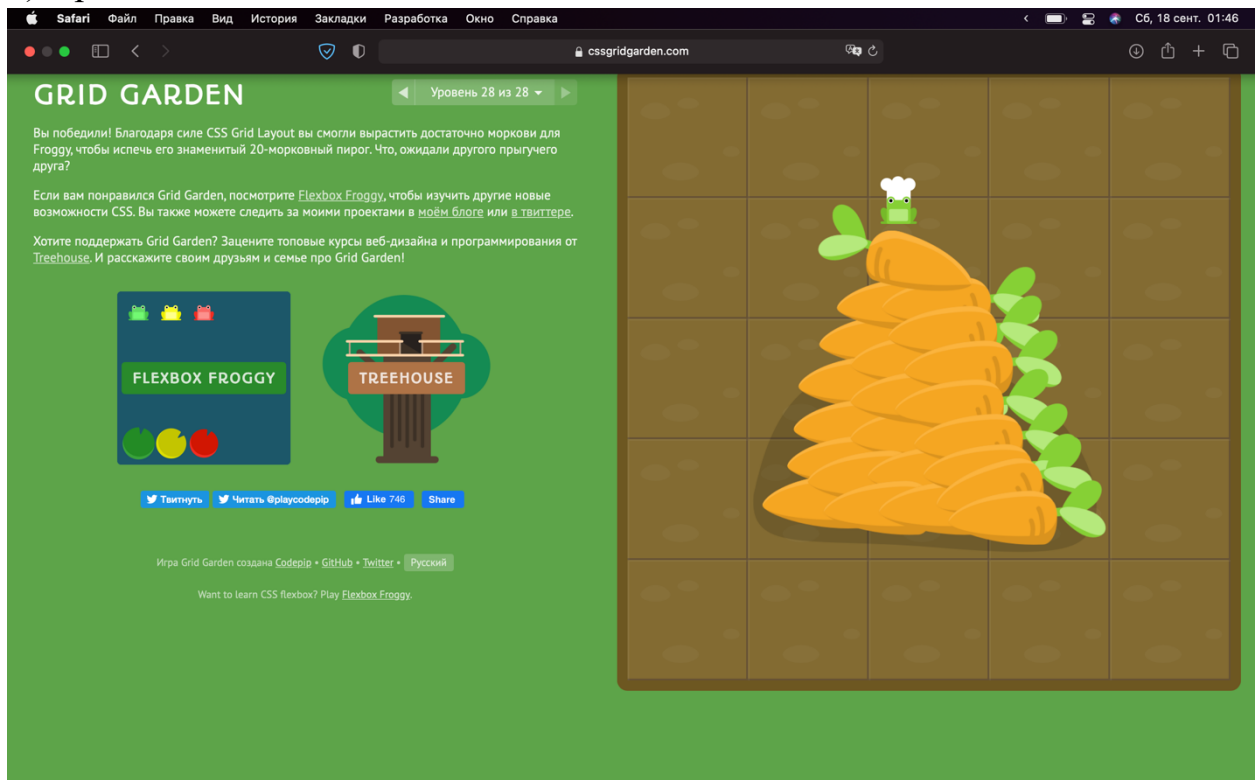 Safari Файл Правка Вид История Закладки Разработка Окно Справка Сб, 18 сент. 01:46
cssgridgarden.com
GRID GARDEN
Уровень 28 из 28
Вы победили! Благодаря силе CSS Grid Layout вы смогли вырастить достаточно моркови для
Froggy, чтобы испечь его знаменитый 20-морковный пирог. Что, ожидали другого прыгучего
друга?
Если вам понравился Grid Garden, посмотрите Flexbox Froggy, чтобы изучить другие новые
возможности CSS. Вы также можете следить за моими проектами в моём блоге или в твиттере.
Хотите поддержать Grid Garden? Зацените топовые курсы веб-дизайна и программирования от
Treehouse. И расскажите своим друзьям и семье про Grid Garden!
FLEXBOX FROGGY
TREEHOUSE
Твитнуть Читать @playcodepip Like 746 Share
Игра Grid Garden создана Codepip • GitHub • Twitter • Русский
Want to learn CSS flexbox? Play Flexbox Froggy.